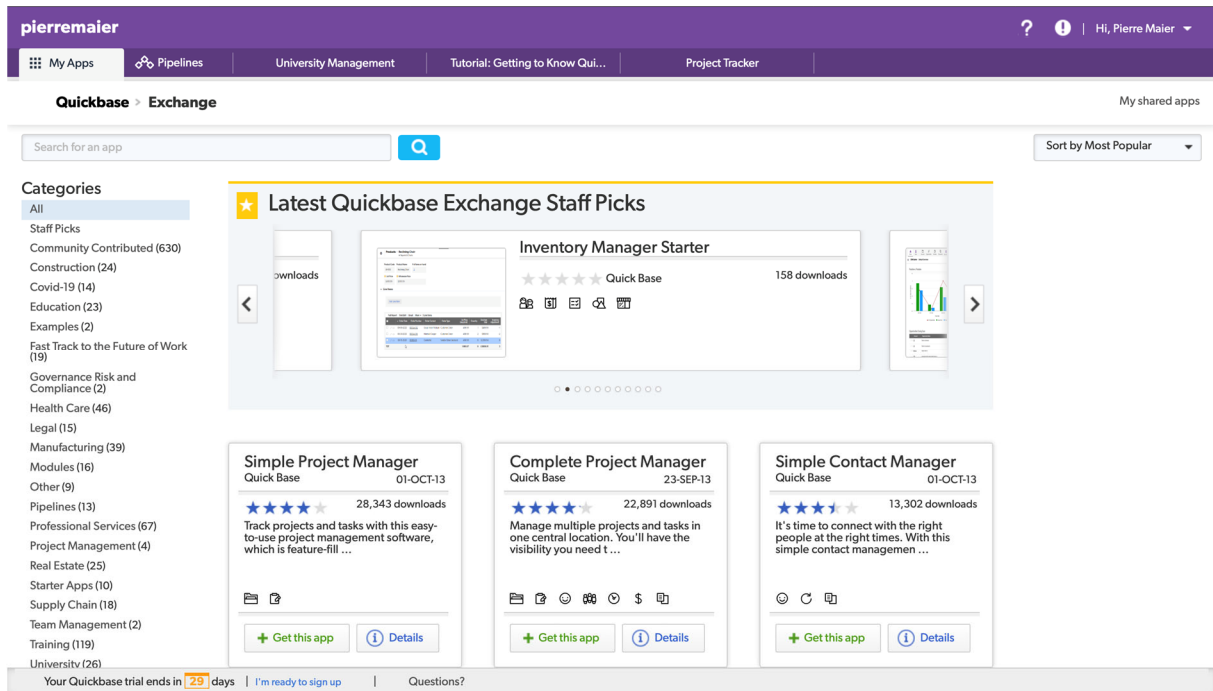 pierremaier
? ! | Hi, Pierre Maier
My Apps
Pipelines
University Management
Tutorial: Getting to Know Qui...
Project Tracker
Quickbase > Exchange
My shared apps
Search for an app
Sort by Most Popular
Categories
All
Staff Picks
Community Contributed (630)
Construction (24)
Covid-19 (14)
Education (23)
Examples (2)
Fast Track to the Future of Work
(19)
Governance Risk and
Compliance (2)
Health Care (46)
Legal (15)
Manufacturing (39)
Modules (16)
Other (9)
Pipelines (13)
Professional Services (67)
Project Management (4)
Real Estate (25)
Starter Apps (10)
Supply Chain (18)
Team Management (2)
Training (119)
University (26)
Latest Quickbase Exchange Staff Picks
ownloads
Inventory Manager Starter
Quick Base
158 downloads
Simple Project Manager
Quick Base 01-OCT-13
28,343 downloads
Track projects and tasks with this easy-
to-use project management software,
which is feature-fill ...
+ Get this app
Details
Complete Project Manager
Quick Base 23-SEP-13
22,891 downloads
Manage multiple projects and tasks in
one central location. You'll have the
visibility you need t ...
+ Get this app
Details
Simple Contact Manager
Quick Base 01-OCT-13
13,302 downloads
It's time to connect with the right
people at the right times. With this
simple contact managemen ...
+ Get this app
Details
Your Quickbase trial ends in 29 days | I'm ready to sign up | Questions?